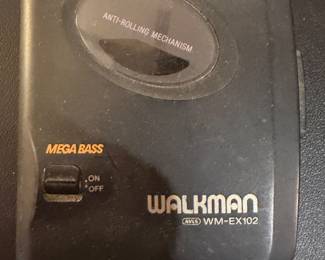 ANTI-ROLLING MECHANISM
MEGA BASS
ON
OFF
WALKMAN
AVLS WM-EX102